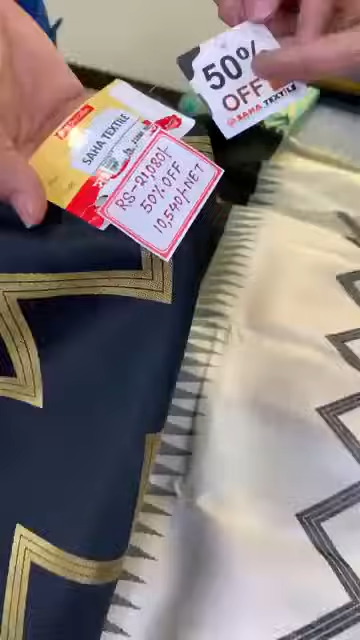 50%
OFF
SAHA TEXTILE
SAHA TEXTILE
RS-21080/-
50% OFF
10,540/-NET